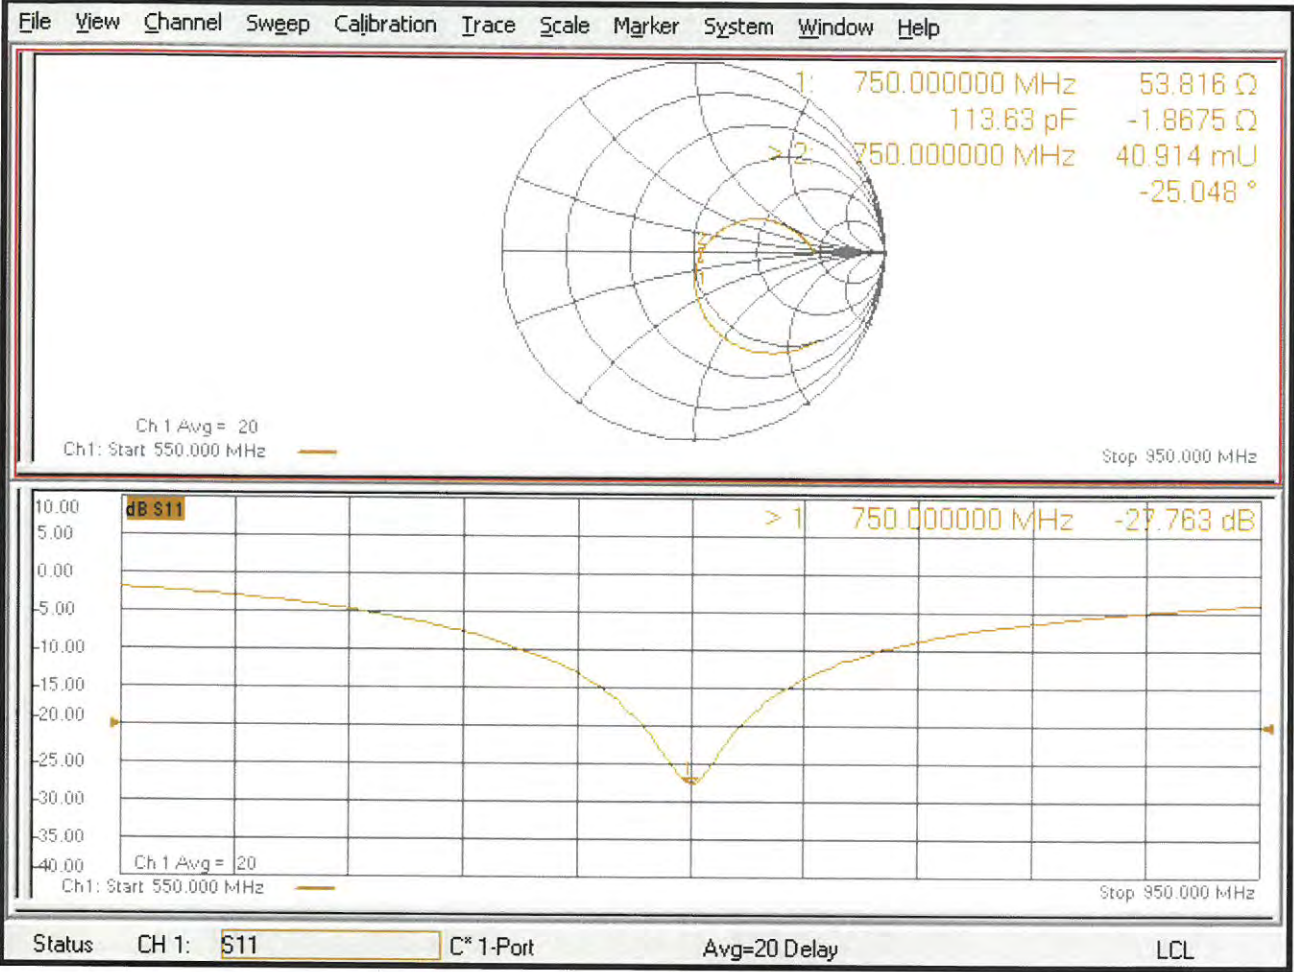 File View Channel Sweep Calibration Trace Scale Marker System Window Help
1: 750.000000 MHz 53.816 Ω
113.63 pF -1.8675 Ω
> 2: 750.000000 MHz 40.914 mU
-25.048 °
2
1
Ch 1 Avg = 20
Ch1: Start 550.000 MHz
Stop 950.000 MHz
10.00
dB S11
> 1 750.000000 MHz -27.763 dB
5.00
0.00
-5.00
-10.00
-15.00
-20.00
-25.00
1
-30.00
-35.00
-40.00
Ch 1 Avg = 20
Ch1: Start 550.000 MHz
Stop 950.000 MHz
Status CH 1: S11 C* 1-Port Avg=20 Delay LCL